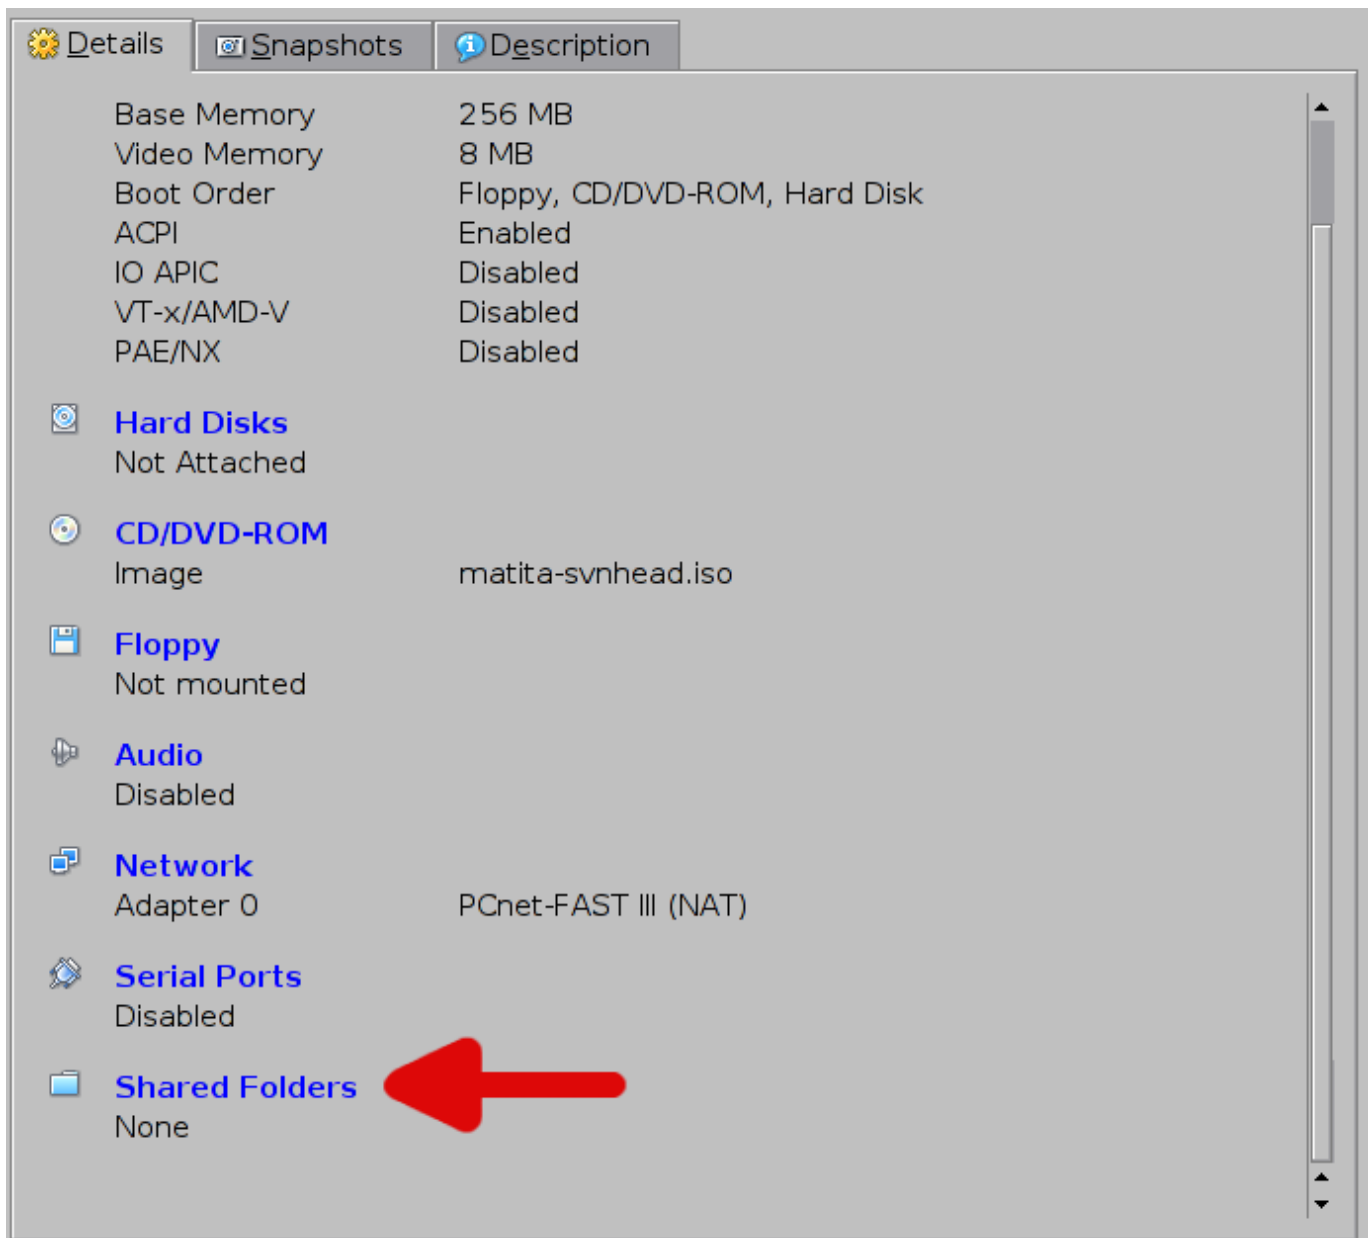 Details Snapshots Description
Base Memory 256 MB
Video Memory 8 MB
Boot Order Floppy, CD/DVD-ROM, Hard Disk
ACPI Enabled
IO APIC Disabled
VT-x/AMD-V Disabled
PAE/NX Disabled
Hard Disks
Not Attached
CD/DVD-ROM
Image matita-svnhead.iso
Floppy
Not mounted
Audio
Disabled
Network
Adapter 0 PCnet-FAST III (NAT)
Serial Ports
Disabled
Shared Folders
None